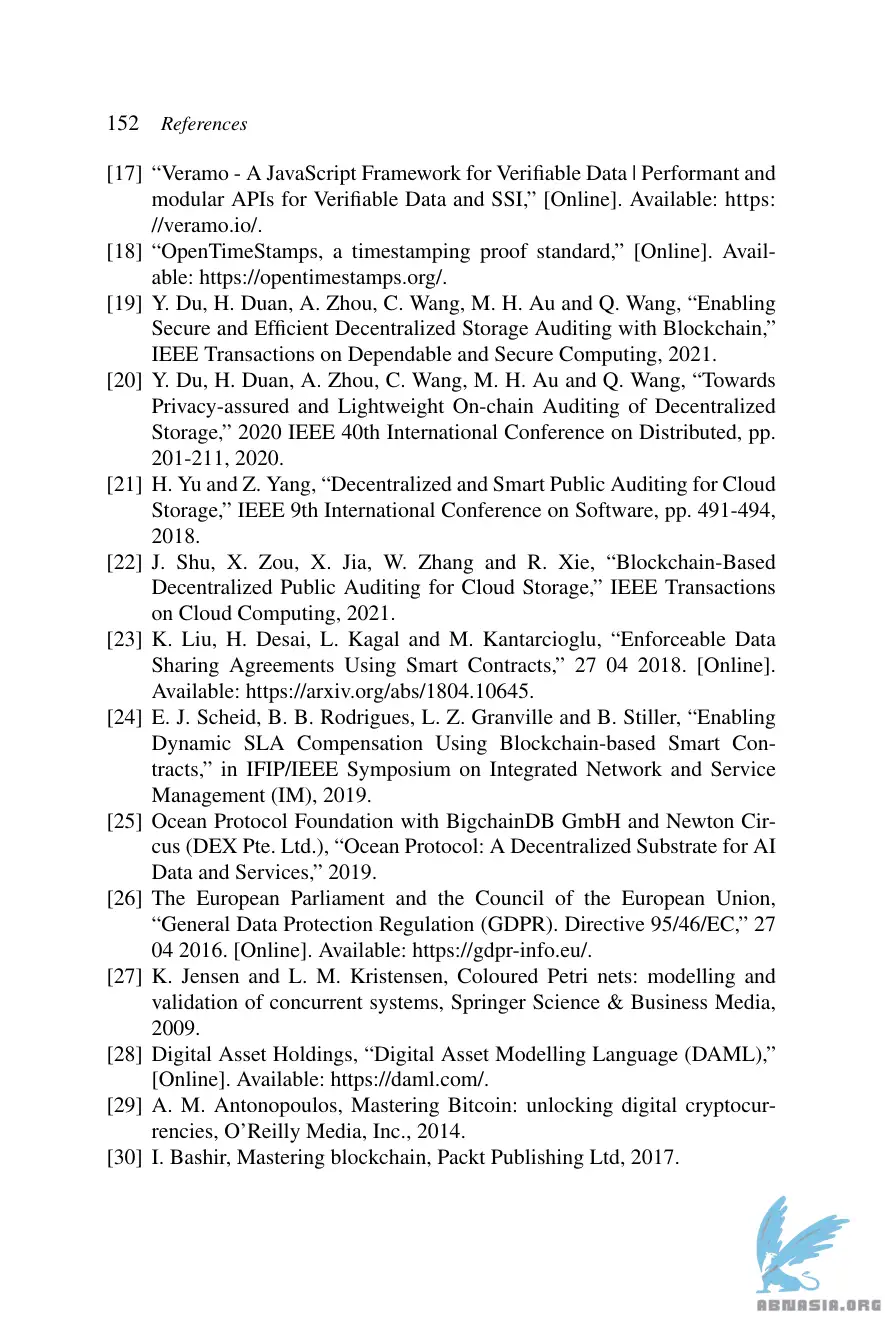 152 References
[17] “Veramo - A JavaScript Framework for Verifiable Data | Performant and
modular APIs for Verifiable Data and SSI,” [Online]. Available: https:
//veramo.io/.
[18] “OpenTimeStamps, a timestamping proof standard,” [Online]. Avail-
able: https://opentimestamps.org/.
[19] Y. Du, H. Duan, A. Zhou, C. Wang, M. H. Au and Q. Wang, “Enabling
Secure and Efficient Decentralized Storage Auditing with Blockchain,”
IEEE Transactions on Dependable and Secure Computing, 2021.
[20] Y. Du, H. Duan, A. Zhou, C. Wang, M. H. Au and Q. Wang, “Towards
Privacy-assured and Lightweight On-chain Auditing of Decentralized
Storage,” 2020 IEEE 40th International Conference on Distributed, pp.
201-211, 2020.
[21] H. Yu and Z. Yang, “Decentralized and Smart Public Auditing for Cloud
Storage,” IEEE 9th International Conference on Software, pp. 491-494,
2018.
[22] J. Shu, X. Zou, X. Jia, W. Zhang and R. Xie, “Blockchain-Based
Decentralized Public Auditing for Cloud Storage,” IEEE Transactions
on Cloud Computing, 2021.
[23] K. Liu, H. Desai, L. Kagal and M. Kantarcioglu, “Enforceable Data
Sharing Agreements Using Smart Contracts,” 27 04 2018. [Online].
Available: https://arxiv.org/abs/1804.10645.
[24] E. J. Scheid, B. B. Rodrigues, L. Z. Granville and B. Stiller, “Enabling
Dynamic SLA Compensation Using Blockchain-based Smart Con-
tracts,” in IFIP/IEEE Symposium on Integrated Network and Service
Management (IM), 2019.
[25] Ocean Protocol Foundation with BigchainDB GmbH and Newton Cir-
cus (DEX Pte. Ltd.), “Ocean Protocol: A Decentralized Substrate for AI
Data and Services,” 2019.
[26] The European Parliament and the Council of the European Union,
“General Data Protection Regulation (GDPR). Directive 95/46/EC,” 27
04 2016. [Online]. Available: https://gdpr-info.eu/.
[27] K. Jensen and L. M. Kristensen, Coloured Petri nets: modelling and
validation of concurrent systems, Springer Science & Business Media,
2009.
[28] Digital Asset Holdings, “Digital Asset Modelling Language (DAML),”
[Online]. Available: https://daml.com/.
[29] A. M. Antonopoulos, Mastering Bitcoin: unlocking digital cryptocur-
rencies, O’Reilly Media, Inc., 2014.
[30] I. Bashir, Mastering blockchain, Packt Publishing Ltd, 2017.
ABNASIA.ORG